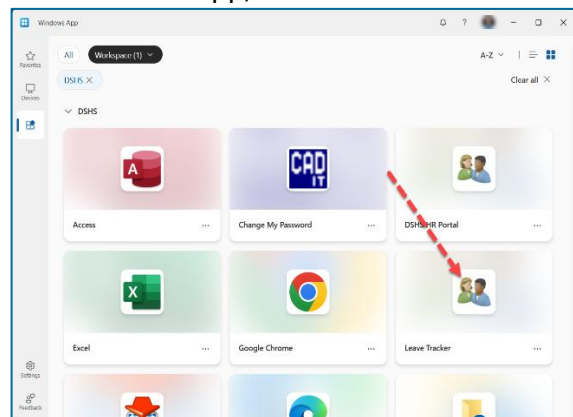 app,
Windows App
?
Favorites
All
Workspace (1)
A-Z
Devices
DSHS
Clear all
DSHS
A
CAD
IT
Access
...
Change My Password
...
DSHS HR Portal
...
X
Excel
...
Google Chrome
...
Leave Tracker
...
Settings
Feedback